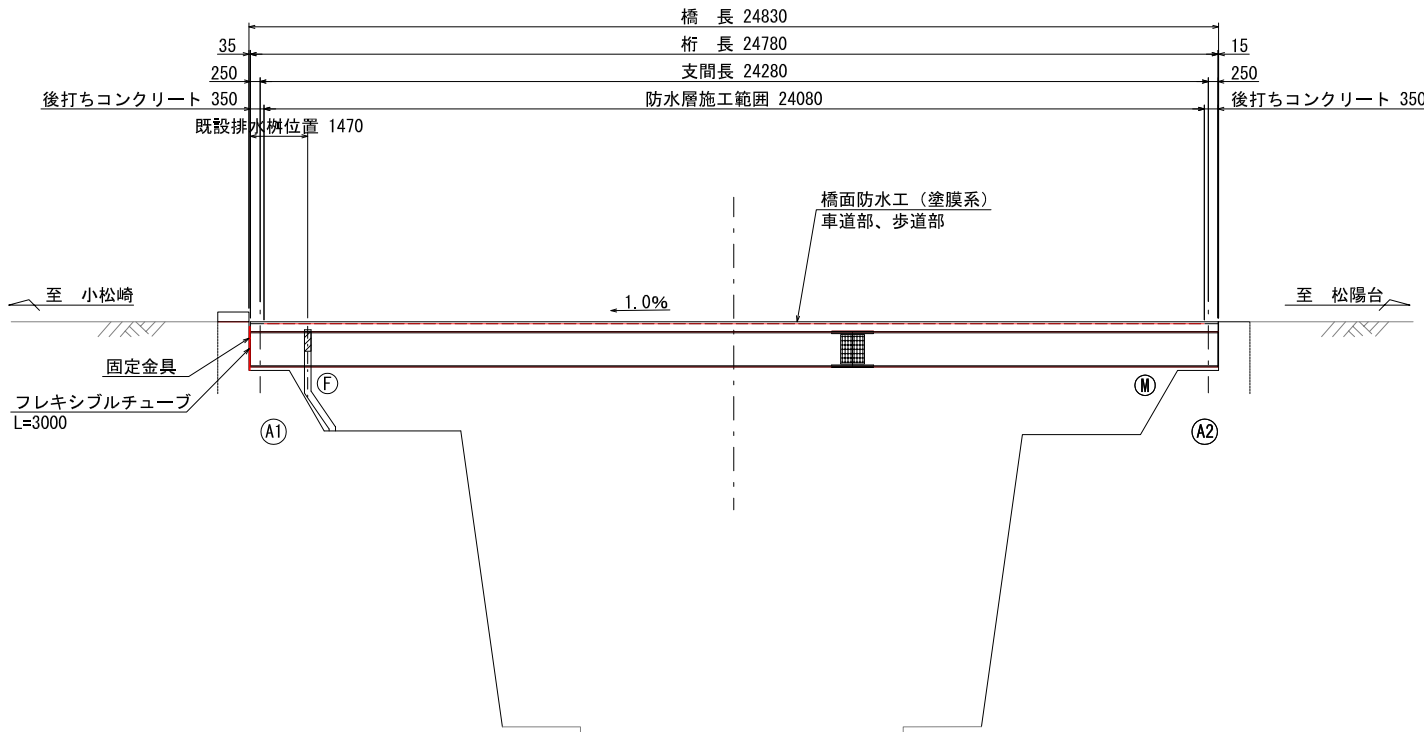 橋　長 24830
35
桁　長 24780
15
250
支間長 24280
250
後打ちコンクリート 350
防水層施工範囲 24080
後打ちコンクリート 350
既設排水桝位置 1470
橋面防水工（塗膜系）
車道部、歩道部
至　小松崎
1.0%
至　松陽台
固定金具
フレキシブルチューブ
L=3000
F
M
A1
A2